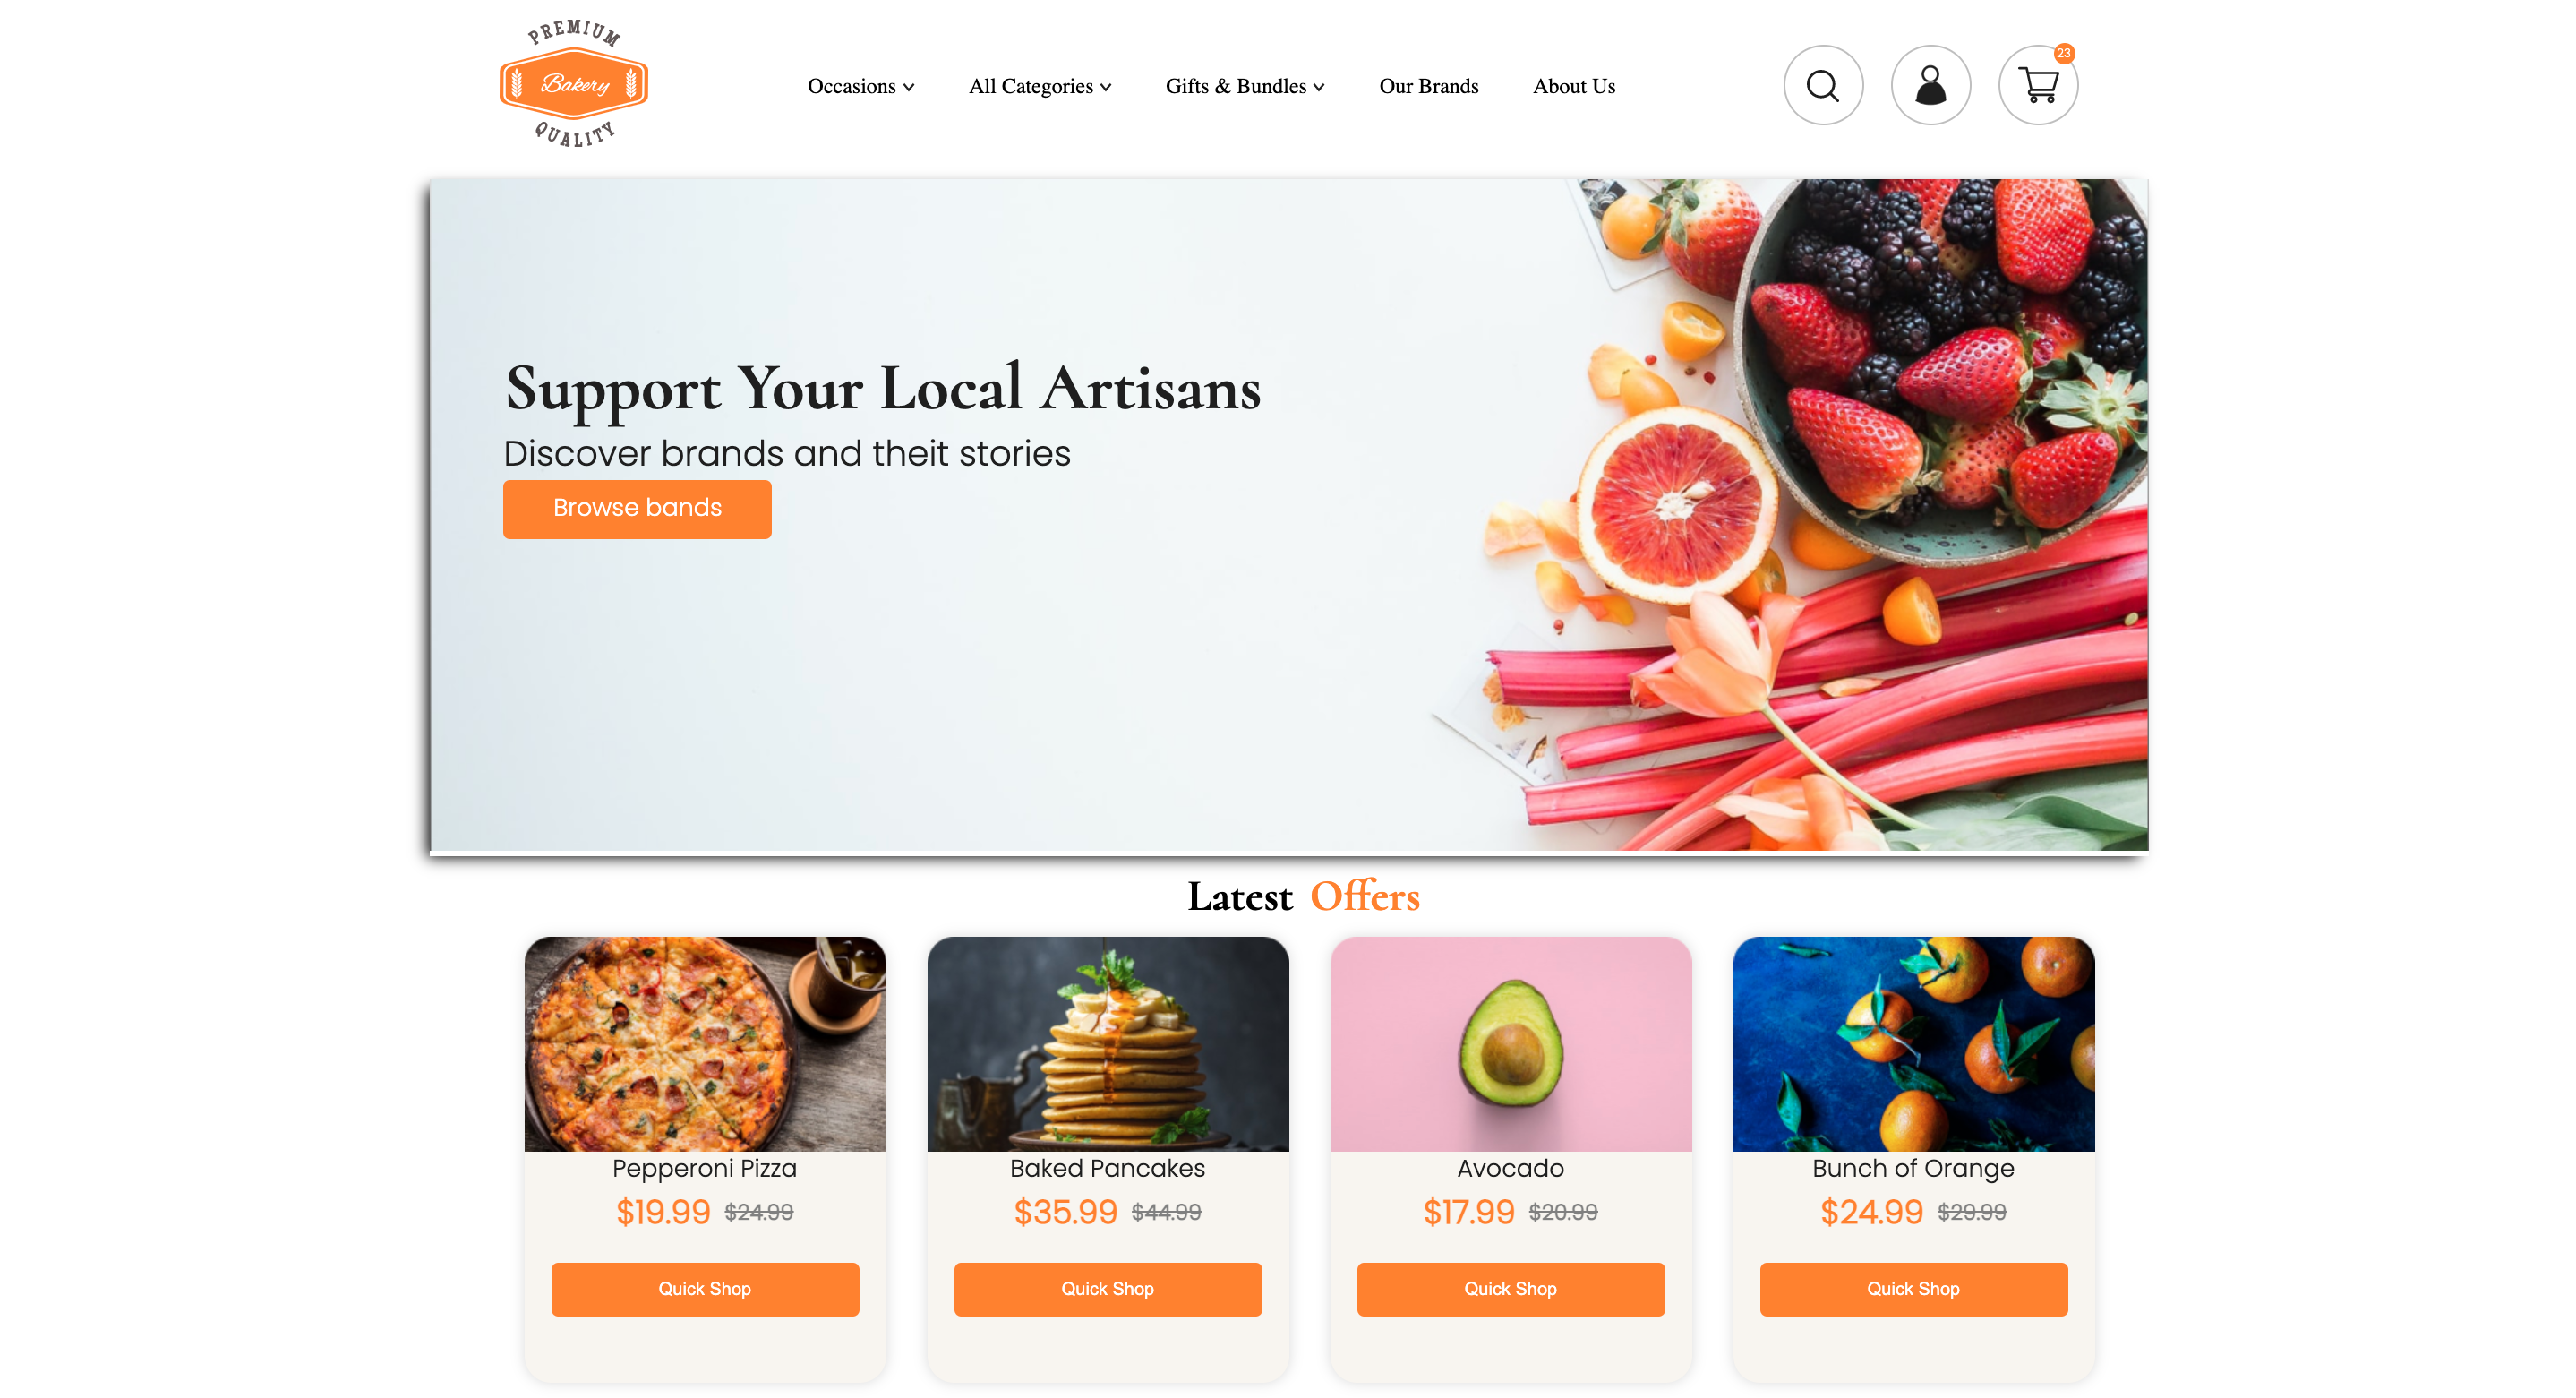 PREMIUM
Bakery
QUALITY
Occasions
All Categories
Gifts & Bundles
Our Brands
About Us
23
Support Your Local Artisans
Discover brands and theit stories
Browse bands
Latest Offers
Pepperoni Pizza
$19.99 $24.99
Quick Shop
Baked Pancakes
$35.99 $44.99
Quick Shop
Avocado
$17.99 $20.99
Quick Shop
Bunch of Orange
$24.99 $29.99
Quick Shop